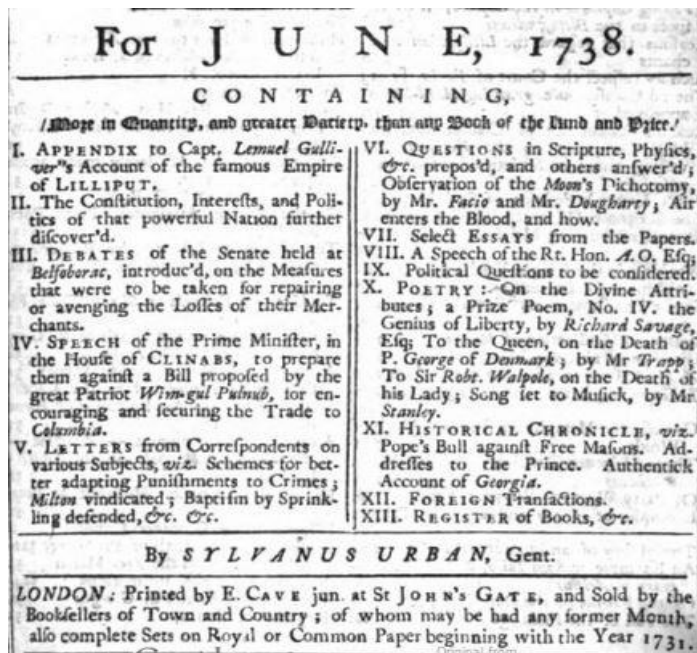 For JUNE, 1738.
CONTAINING,
[More in Quantity, and greater Variety, than any Book of the Kind and Price.]
I. APPENDIX to Capt. Lemuel Gulli-
ver"s Account of the famous Empire
of LILLIPUT.
II. The Conſtitution, Intereſts, and Poli-
tics of that powerful Nation further
diſcover'd.
III. DEBATES of the Senate held at
Belfoborac, introduc'd, on the Meaſures
that were to be taken for repairing
or avenging the Loſſes of their Mer-
chants.
IV. SPEECH of the Prime Miniſter, in
the Houſe of CLINABS, to prepare
them againſt a Bill propoſed by the
great Patriot Wim-gul Pulnub, for en-
couraging and ſecuring the Trade to
Columbia.
V. LETTERS from Correſpondents on
various Subjects, viz. Schemes for bet-
ter adapting Puniſhments to Crimes;
Milton vindicated; Baptiſm by Sprink-
ling defended, &c. &c.
VI. QUESTIONS in Scripture, Phyſics,
&c. propos'd, and others anſwer'd;
Obſervation of the Moon's Dichotomy,
by Mr. Facio and Mr. Dougharty; Air
enters the Blood, and how.
VII. Select ESSAYS from the Papers.
VIII. A Speech of the Rt. Hon. A.O. Eſq;
IX. Political Queſtions to be conſidered.
X. POETRY: On the Divine Attri-
butes; a Prize Poem, No. IV. the
Genius of Liberty, by Richard Savage,
Eſq; To the Queen, on the Death of
P. George of Denmark; by Mr Trapp;
To Sir Robt. Walpole, on the Death of
his Lady; Song ſet to Muſick, by Mr
Stanley.
XI. HISTORICAL CHRONICLE, viz.
Pope's Bull againſt Free Maſons. Ad-
dreſſes to the Prince. Authentick
Account of Georgia.
XII. FOREIGN Tranſactions.
XIII. REGISTER of Books, &c.
By SYLVANUS URBAN, Gent.
LONDON: Printed by E. CAVE jun. at St JOHN'S GATE, and Sold by the
Bookſellers of Town and Country; of whom may be had any former Month,
alſo complete Sets on Royal or Common Paper beginning with the Year 1731.
Original from